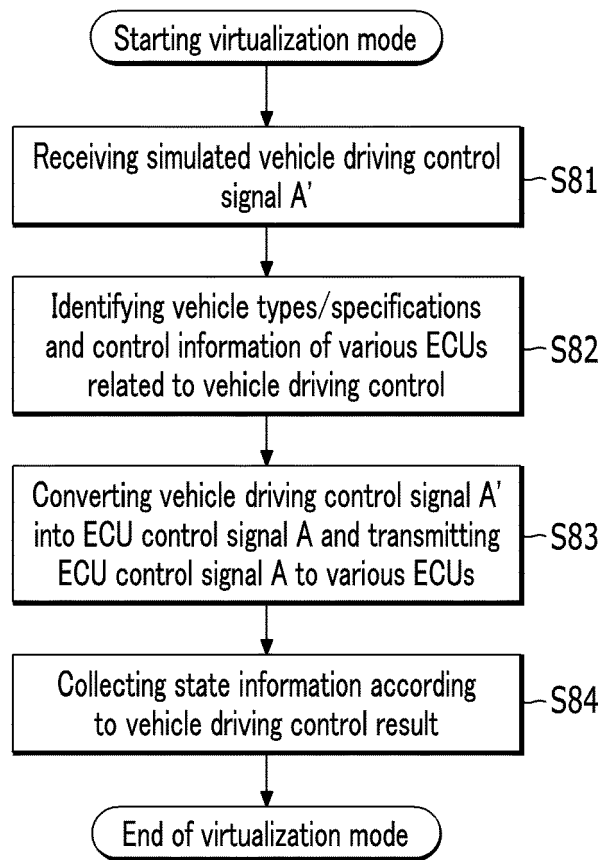 Starting virtualization mode
Receiving simulated vehicle driving control
signal A'
S81
Identifying vehicle types/specifications
and control information of various ECUs
related to vehicle driving control
S82
Converting vehicle driving control signal A'
into ECU control signal A and transmitting
ECU control signal A to various ECUs
S83
Collecting state information according
to vehicle driving control result
S84
End of virtualization mode